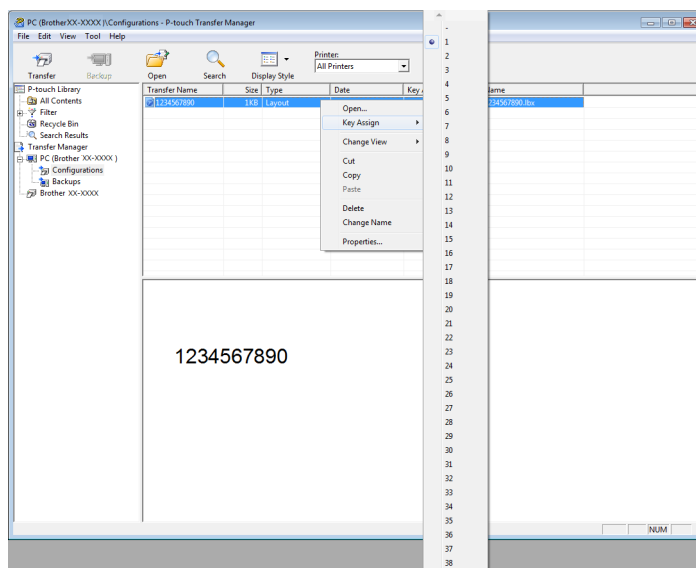 PC (BrotherXX-XXXX )\Configurations - P-touch Transfer Manager
File Edit View Tool Help
Transfer
Backup
Open
Search
Display Style
Printer:
All Printers
P-touch Library
All Contents
Filter
Recycle Bin
Search Results
Transfer Manager
PC (Brother XX-XXXX )
Configurations
Backups
Brother XX-XXXX
Transfer Name Size Type Date Key
1234567890 1KB Layout 234567890.lbx
Open...
Key Assign
Change View
Cut
Copy
Paste
Delete
Change Name
Properties...
-
1
2
3
4
5
6
7
8
9
10
11
12
13
14
15
16
17
18
19
20
21
22
23
24
25
26
27
28
29
30
31
32
33
34
35
36
37
38
1234567890
NUM